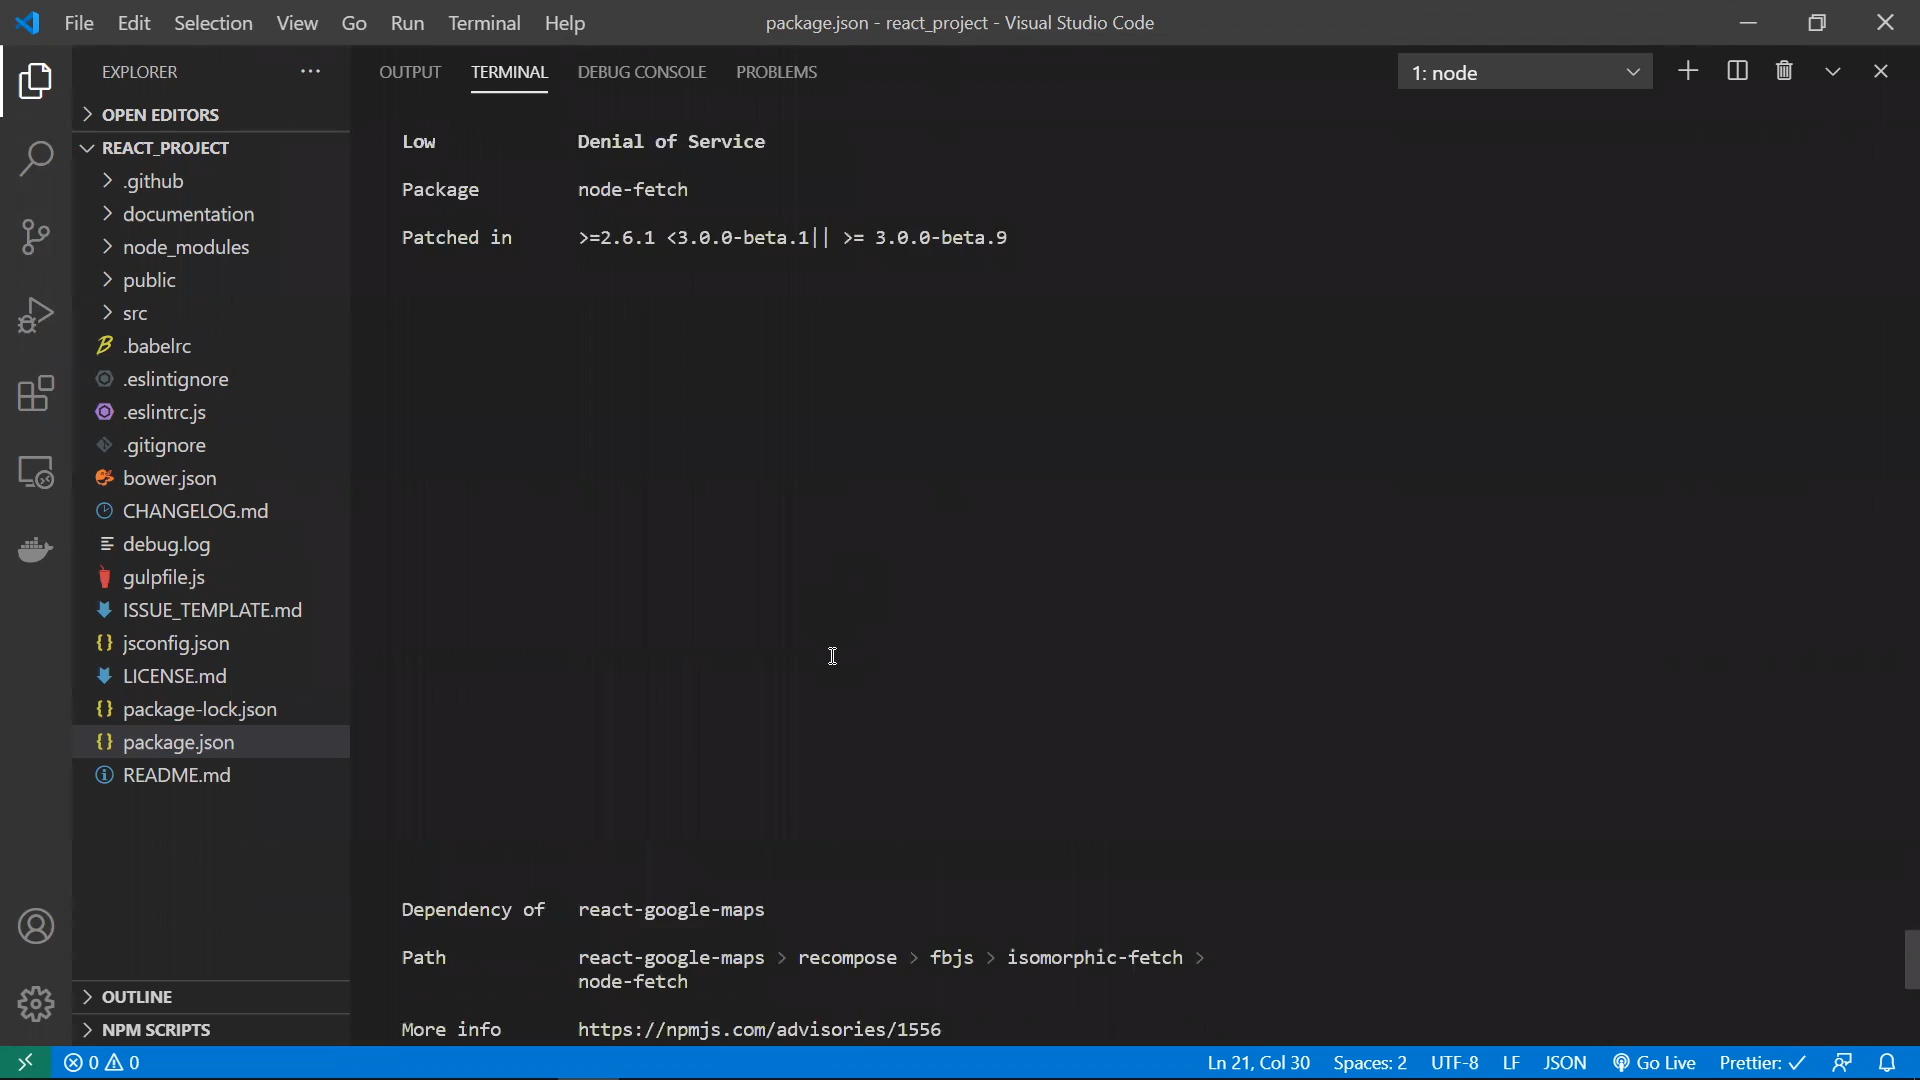 File Edit Selection View Go Run Terminal Help
package.json - react_project - Visual Studio Code
EXPLORER
OPEN EDITORS
REACT_PROJECT
.github
documentation
node_modules
public
src
.babelrc
.eslintignore
.eslintrc.js
.gitignore
bower.json
CHANGELOG.md
debug.log
gulpfile.js
ISSUE_TEMPLATE.md
jsconfig.json
LICENSE.md
package-lock.json
package.json
README.md
OUTLINE
NPM SCRIPTS
OUTPUT TERMINAL DEBUG CONSOLE PROBLEMS
1: node
Low Denial of Service
Package node-fetch
Patched in >=2.6.1 <3.0.0-beta.1|| >= 3.0.0-beta.9
Dependency of react-google-maps
Path react-google-maps > recompose > fbjs > isomorphic-fetch >
node-fetch
More info https://npmjs.com/advisories/1556
0 0
Ln 21, Col 30 Spaces: 2 UTF-8 LF JSON Go Live Prettier: